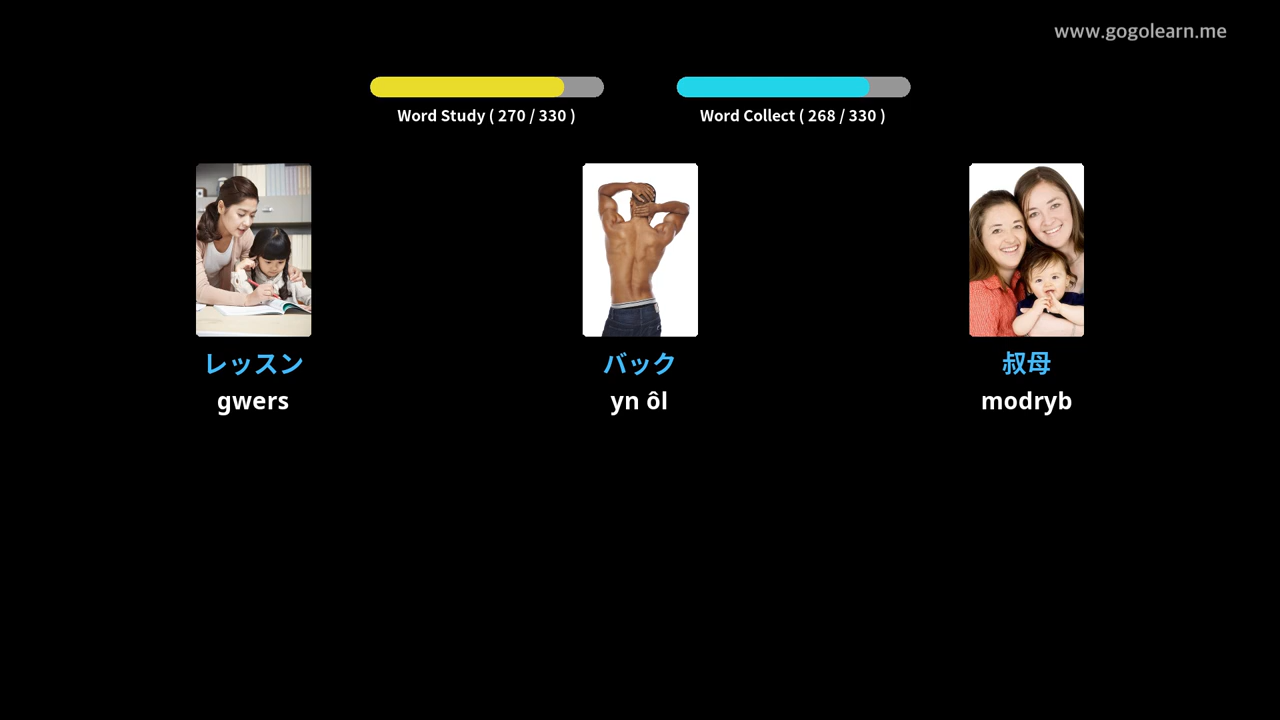 www.gogolearn.me
Word Study ( 270 / 330 )
Word Collect ( 268 / 330 )
レッスン
gwers
バック
yn ôl
叔母
modryb